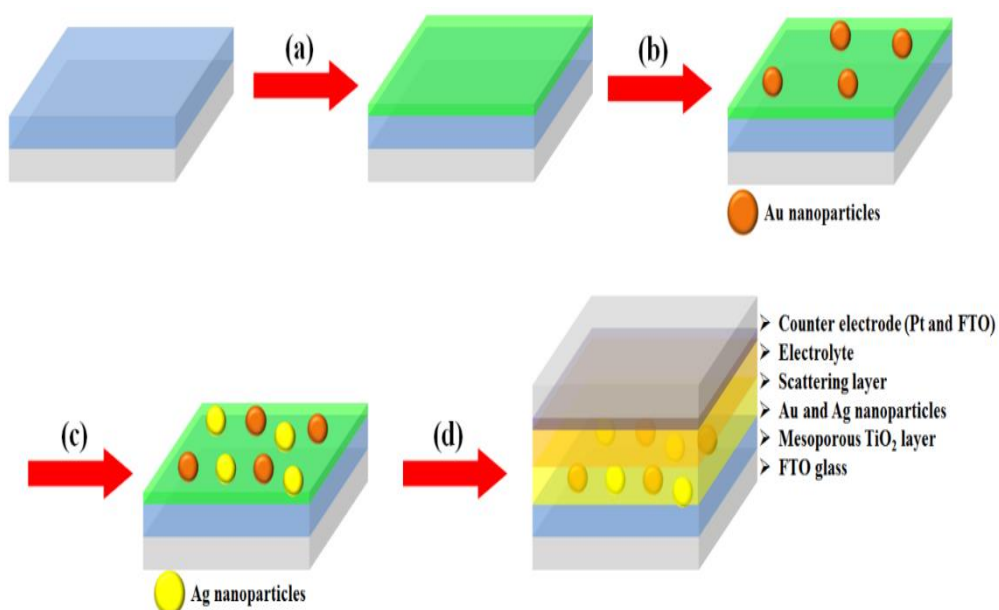 (a)
(b)
Au nanoparticles
(c)
(d)
➢ Counter electrode (Pt and FTO)
➢ Electrolyte
➢ Scattering layer
➢ Au and Ag nanoparticles
➢ Mesoporous TiO₂ layer
➢ FTO glass
Ag nanoparticles